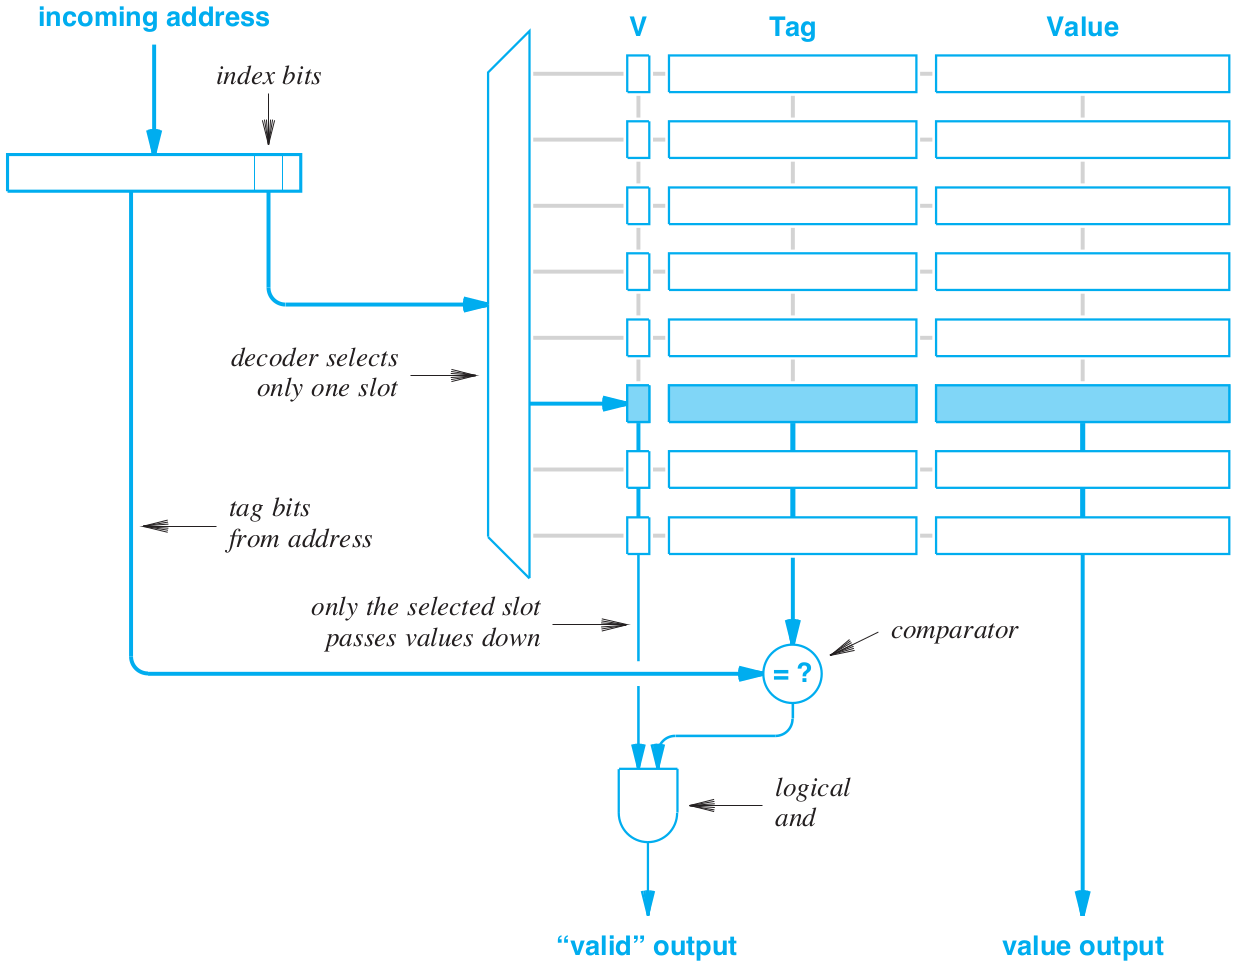 incoming address
V
Tag
Value
index bits
decoder selects
only one slot
tag bits
from address
only the selected slot
passes values down
comparator
= ?
logical
and
“valid” output
value output